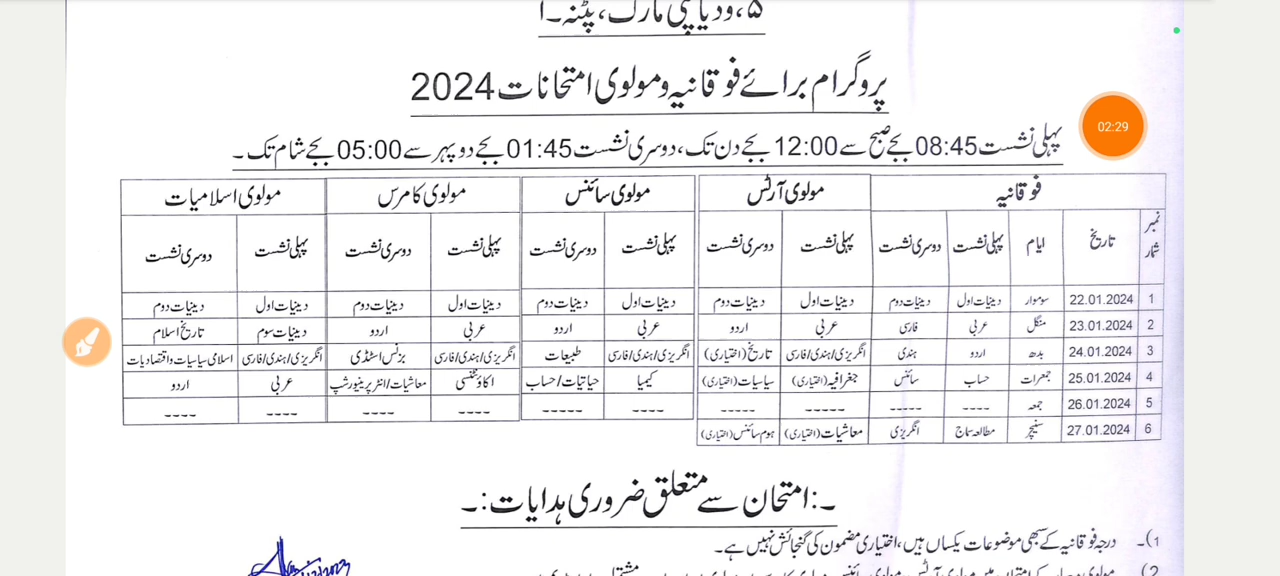 ۵، ودیاپتی مارگ، پٹنہ۔ ۱
پروگرام برائے فوقانیہ و مولوی امتحانات 2024
02:29
پہلی نشست 08:45 بجے صبح سے 12:00 بجے دن تک، دوسری نشست 01:45 بجے دوپہر سے 05:00 بجے شام تک۔
فوقانیہ مولوی آرٹس مولوی سائنس مولوی کامرس مولوی اسلامیات
نمبر شمار تاریخ ایام پہلی نشست دوسری نشست پہلی نشست دوسری نشست پہلی نشست دوسری نشست پہلی نشست دوسری نشست پہلی نشست دوسری نشست
1 22.01.2024 سوموار دینیات اول دینیات دوم دینیات اول دینیات دوم دینیات اول دینیات دوم دینیات اول دینیات دوم دینیات اول دینیات دوم
2 23.01.2024 منگل عربی فارسی عربی اردو عربی اردو عربی اردو دینیات سوم تاریخ اسلام
3 24.01.2024 بدھ اردو ہندی انگریزی/ہندی/فارسی تاریخ (اختیاری) انگریزی/ہندی/فارسی طبیعات انگریزی/ہندی/فارسی بزنس اسٹڈی انگریزی/ہندی/فارسی اسلامی سیاسیات و اقتصادیات
4 25.01.2024 جمعرات حساب سائنس جغرافیہ (اختیاری) سیاسیات (اختیاری) کیمیا حیاتیات/حساب اکاؤنٹنسی معاشیات/انٹرپرینیورشپ عربی اردو
5 26.01.2024 جمعہ ---- ----- ----- ----- ---- ----- ---- ---- ---- ----
6 27.01.2024 سنیچر مطالعہ سماج انگریزی معاشیات (اختیاری) ہوم سائنس (اختیاری)
۔:امتحان سے متعلق ضروری ہدایات:۔
1)۔ درجہ فوقانیہ کے سبھی موضوعات یکساں ہیں، اختیاری مضمون کی گنجائش نہیں ہے۔